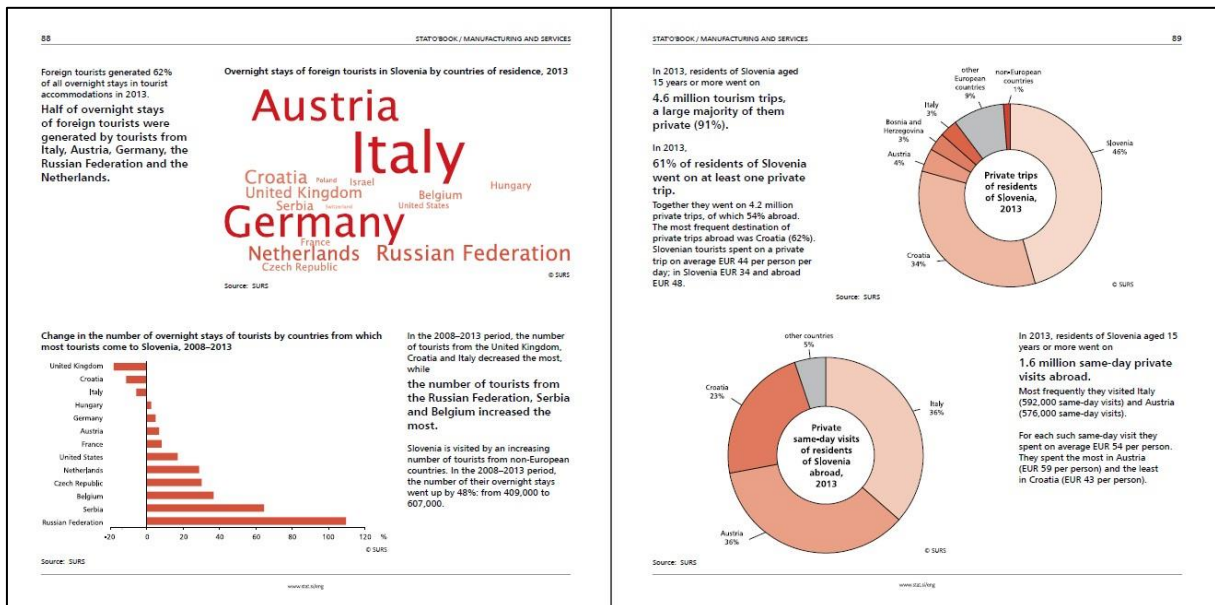 88
STAT'O'BOOK / MANUFACTURING AND SERVICES
Foreign tourists generated 62%
of all overnight stays in tourist
accommodations in 2013.
Half of overnight stays
of foreign tourists were
generated by tourists from
Italy, Austria, Germany, the
Russian Federation and the
Netherlands.
Overnight stays of foreign tourists in Slovenia by countries of residence, 2013
Austria
Italy
Croatia
Poland
Israel
Hungary
United Kingdom
Belgium
Serbia
Switzerland
United States
Germany
France
Netherlands
Russian Federation
Czech Republic
© SURS
Source: SURS
Change in the number of overnight stays of tourists by countries from which
most tourists come to Slovenia, 2008–2013
United Kingdom
Croatia
Italy
Hungary
Germany
Austria
France
United States
Netherlands
Czech Republic
Belgium
Serbia
Russian Federation
-20 0 20 40 60 80 100 120 %
© SURS
Source: SURS
In the 2008–2013 period, the number
of tourists from the United Kingdom,
Croatia and Italy decreased the most,
while
the number of tourists from
the Russian Federation, Serbia
and Belgium increased the
most.
Slovenia is visited by an increasing
number of tourists from non-European
countries. In the 2008–2013 period,
the number of their overnight stays
went up by 48%: from 409,000 to
607,000.
www.stat.si/eng
STAT'O'BOOK / MANUFACTURING AND SERVICES
89
In 2013, residents of Slovenia aged
15 years or more went on
4.6 million tourism trips,
a large majority of them
private (91%).
In 2013,
61% of residents of Slovenia
went on at least one private
trip.
Together they went on 4.2 million
private trips, of which 54% abroad.
The most frequent destination of
private trips abroad was Croatia (62%).
Slovenian tourists spent on a private
trip on average EUR 44 per person per
day; in Slovenia EUR 34 and abroad
EUR 48.
other
European
countries
9%
non-European
countries
1%
Italy
3%
Bosnia and
Herzegovina
3%
Austria
4%
Slovenia
46%
Croatia
34%
Private trips
of residents
of Slovenia,
2013
© SURS
Source: SURS
other countries
5%
Croatia
23%
Italy
36%
Austria
36%
Private
same-day visits
of residents
of Slovenia
abroad,
2013
© SURS
Source: SURS
In 2013, residents of Slovenia aged 15
years or more went on
1.6 million same-day private
visits abroad.
Most frequently they visited Italy
(592,000 same-day visits) and Austria
(576,000 same-day visits).
For each such same-day visit they
spent on average EUR 54 per person.
They spent the most in Austria
(EUR 59 per person) and the least
in Croatia (EUR 43 per person).
www.stat.si/eng